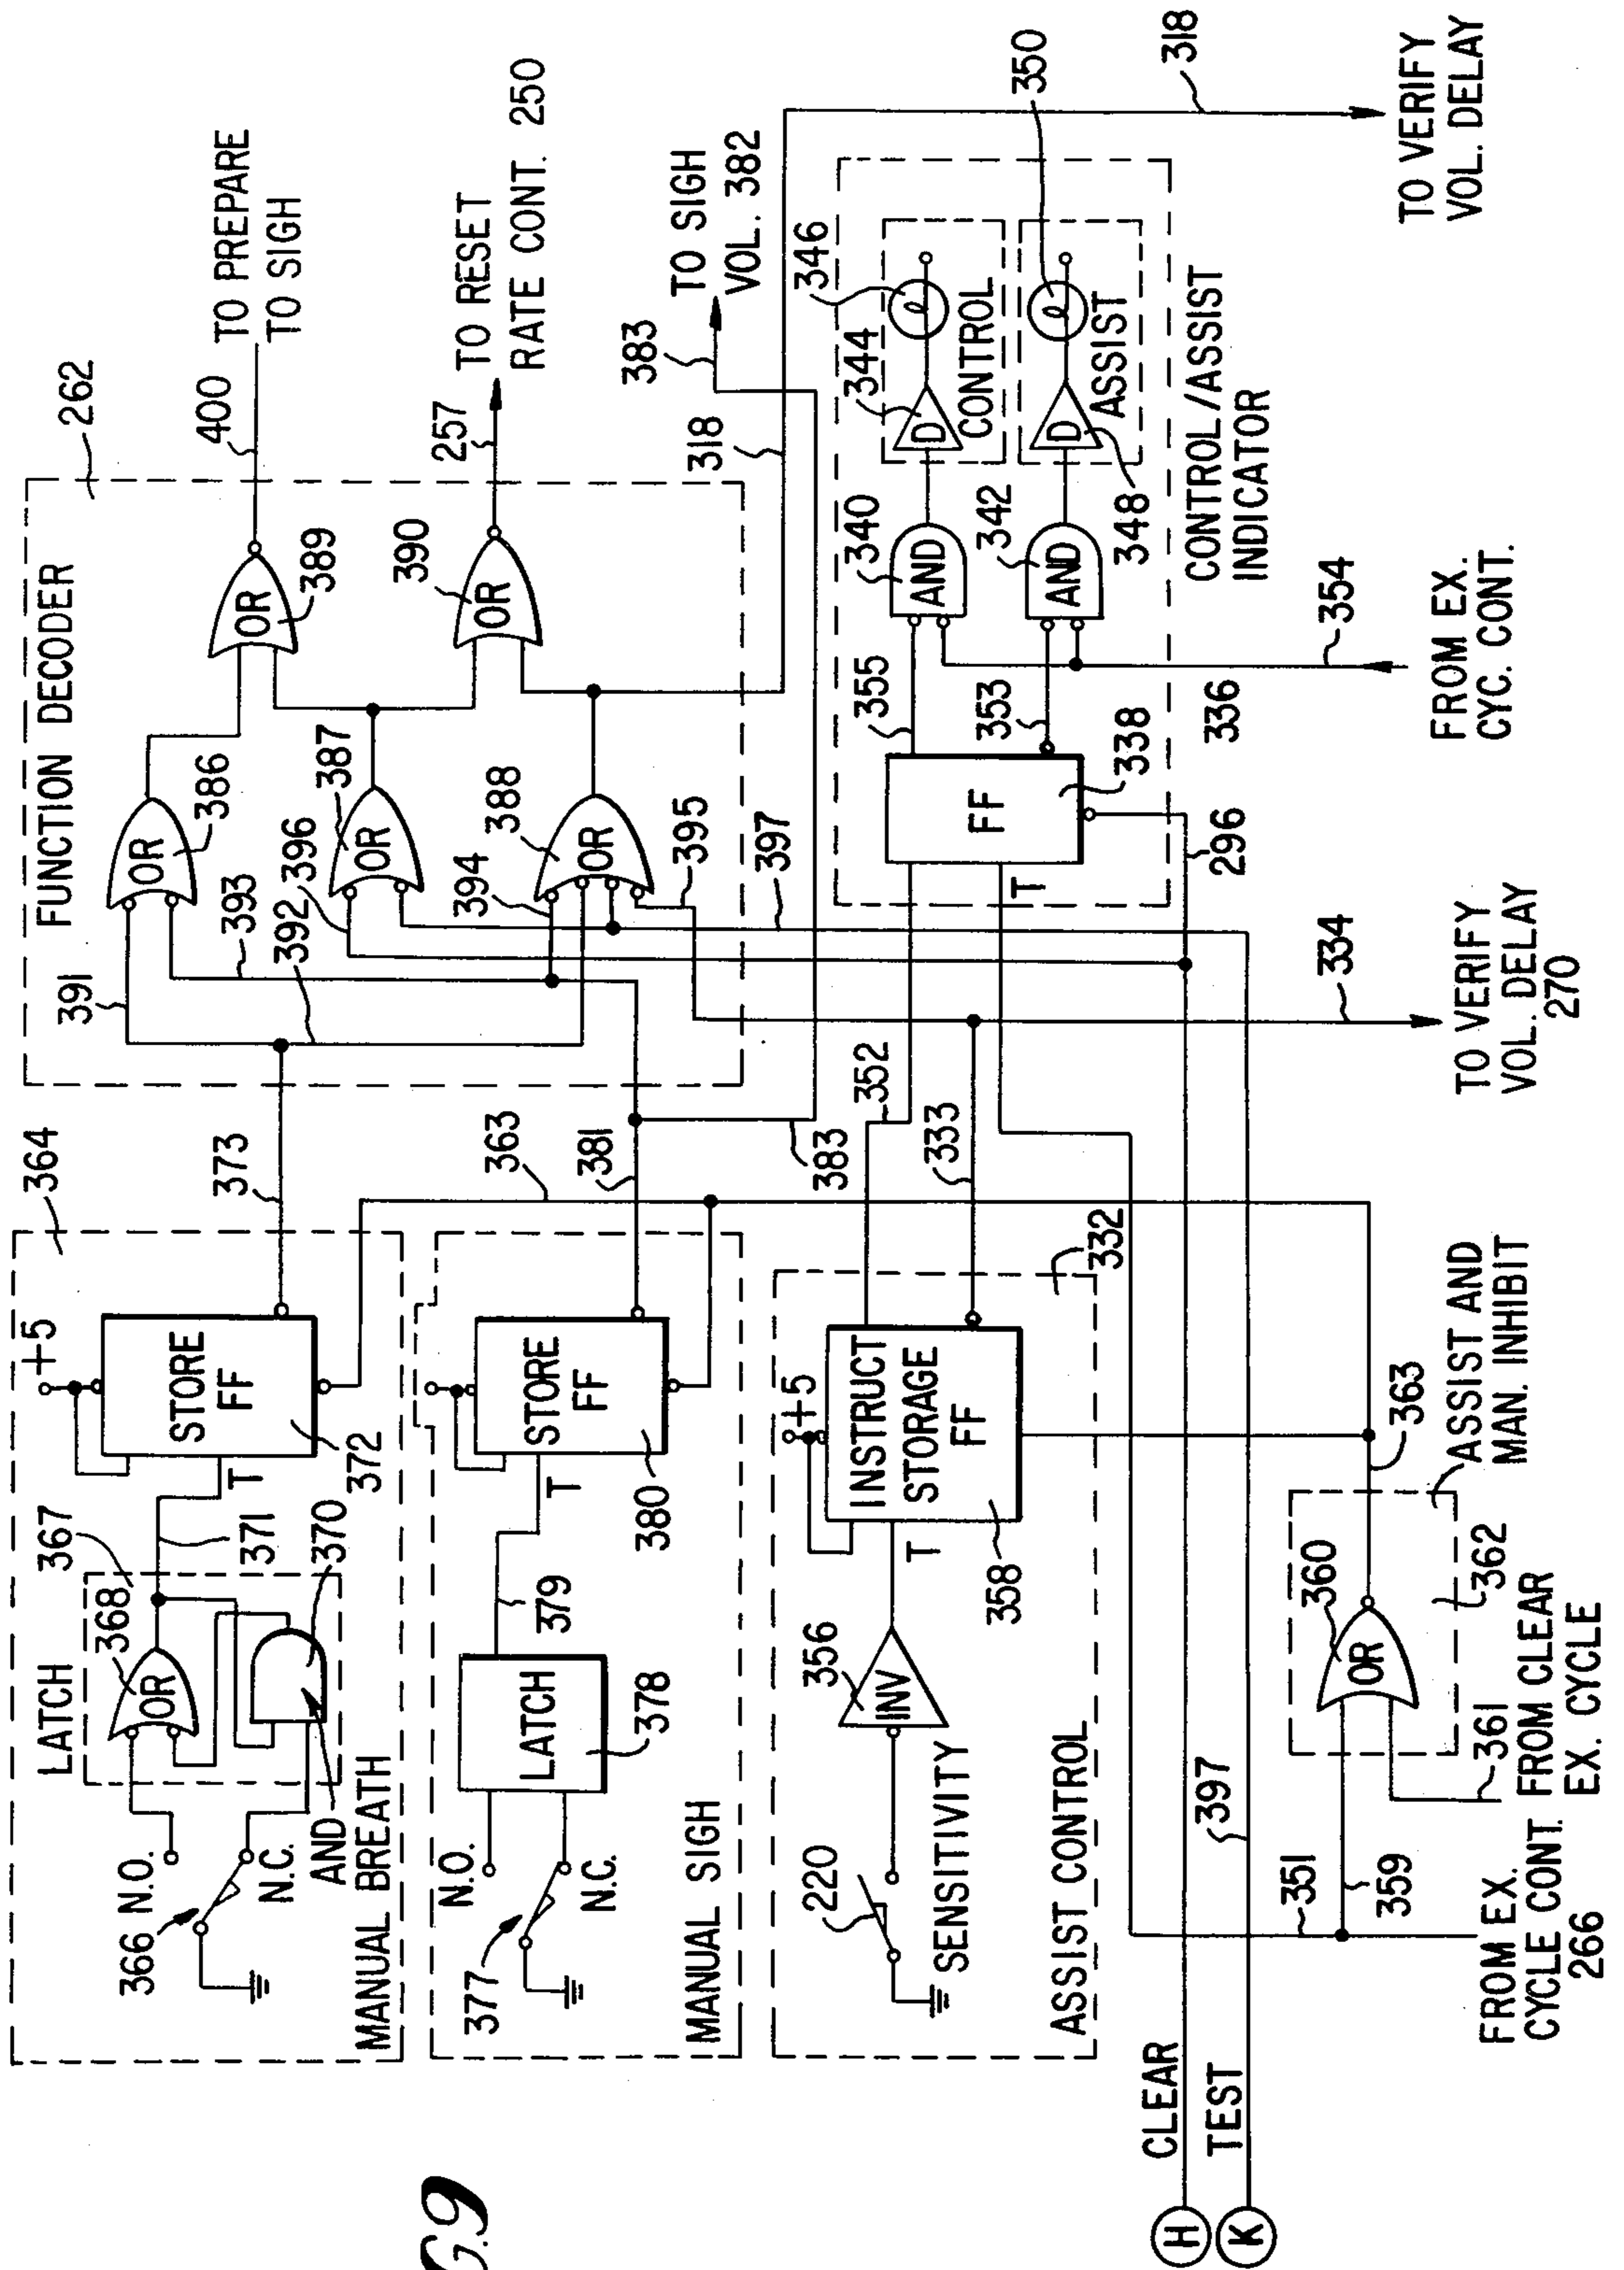 364
LATCH
367
368
OR
371
370
AND
366
N.O.
N.C.
MANUAL BREATH
+5
STORE
FF
T
372
373
FUNCTION DECODER
262
391
393
392
396
394
OR
386
OR
387
OR
388
395
397
OR
389
OR
390
400
TO PREPARE
TO SIGH
257
TO RESET
RATE CONT. 250
383
TO SIGH
VOL. 382
318
318
TO VERIFY
VOL. DELAY
377
N.O.
N.C.
MANUAL SIGH
LATCH
378
379
T
STORE
FF
380
363
381
383
220
SENSITIVITY
ASSIST CONTROL
356
INV
T
+5
INSTRUCT
STORAGE
FF
358
332
352
333
334
TO VERIFY
VOL. DELAY
270
T
FF
338
355
353
336
296
340
AND
342
AND
344
D
346
CONTROL
348
D
350
ASSIST
CONTROL/ASSIST
INDICATOR
354
FROM EX.
CYC. CONT.
H
CLEAR
K
TEST
397
351
359
FROM EX.
CYCLE CONT.
266
361
FROM CLEAR
EX. CYCLE
360
OR
362
363
ASSIST AND
MAN. INHIBIT